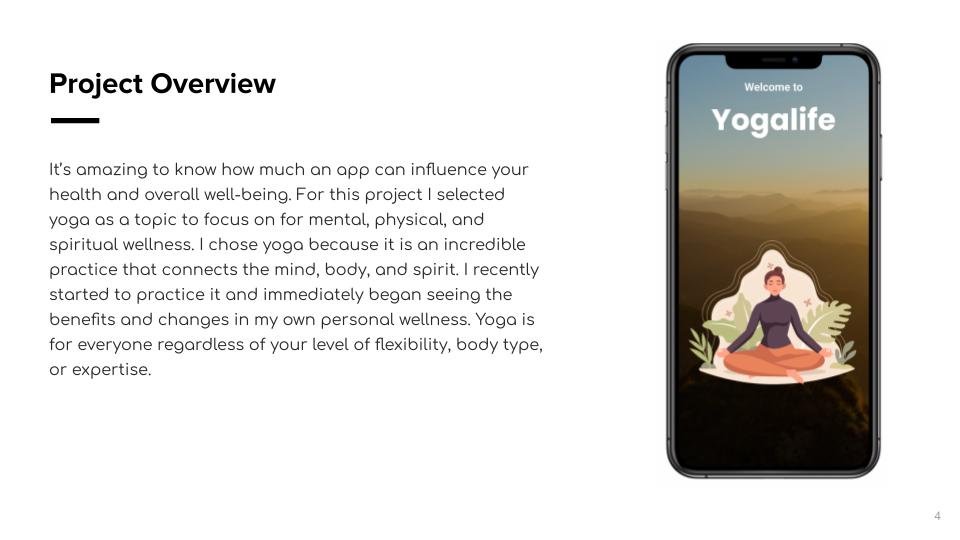 Project Overview
It's amazing to know how much an app can influence your
health and overall well-being. For this project I selected
yoga as a topic to focus on for mental, physical, and
spiritual wellness. I chose yoga because it is an incredible
practice that connects the mind, body, and spirit. I recently
started to practice it and immediately began seeing the
benefits and changes in my own personal wellness. Yoga is
for everyone regardless of your level of flexibility, body type,
or expertise.
Welcome to
Yogalife
4